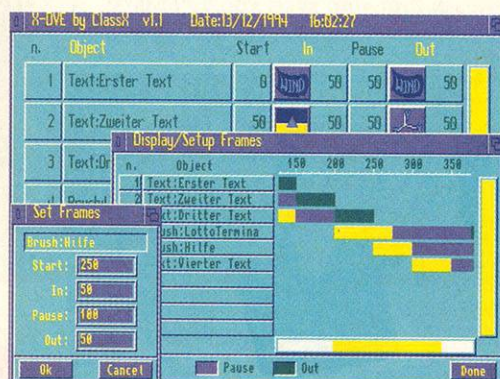 X-DVE by ClassX v1.1 Date:13/12/1994 16:02:27
n. Object Start In Pause Out
1 Text:Erster Text 0 WIND 50 50 WIND 50
2 Text:Zweiter Text 50 50 50 50
3 Text:Dr
Display/Setup Frames
n. Object 150 200 250 300 350
1 Text:Erster Text
2 Text:Zweiter Text
xt:Dritter Text
ush:LottoTermina
ush:Hilfe
xt:Vierter Text
Set Frames
Brush:Hilfe
Start: 250
In: 50
Pause: 100
Out: 50
Ok Cancel
Pause Out
Done